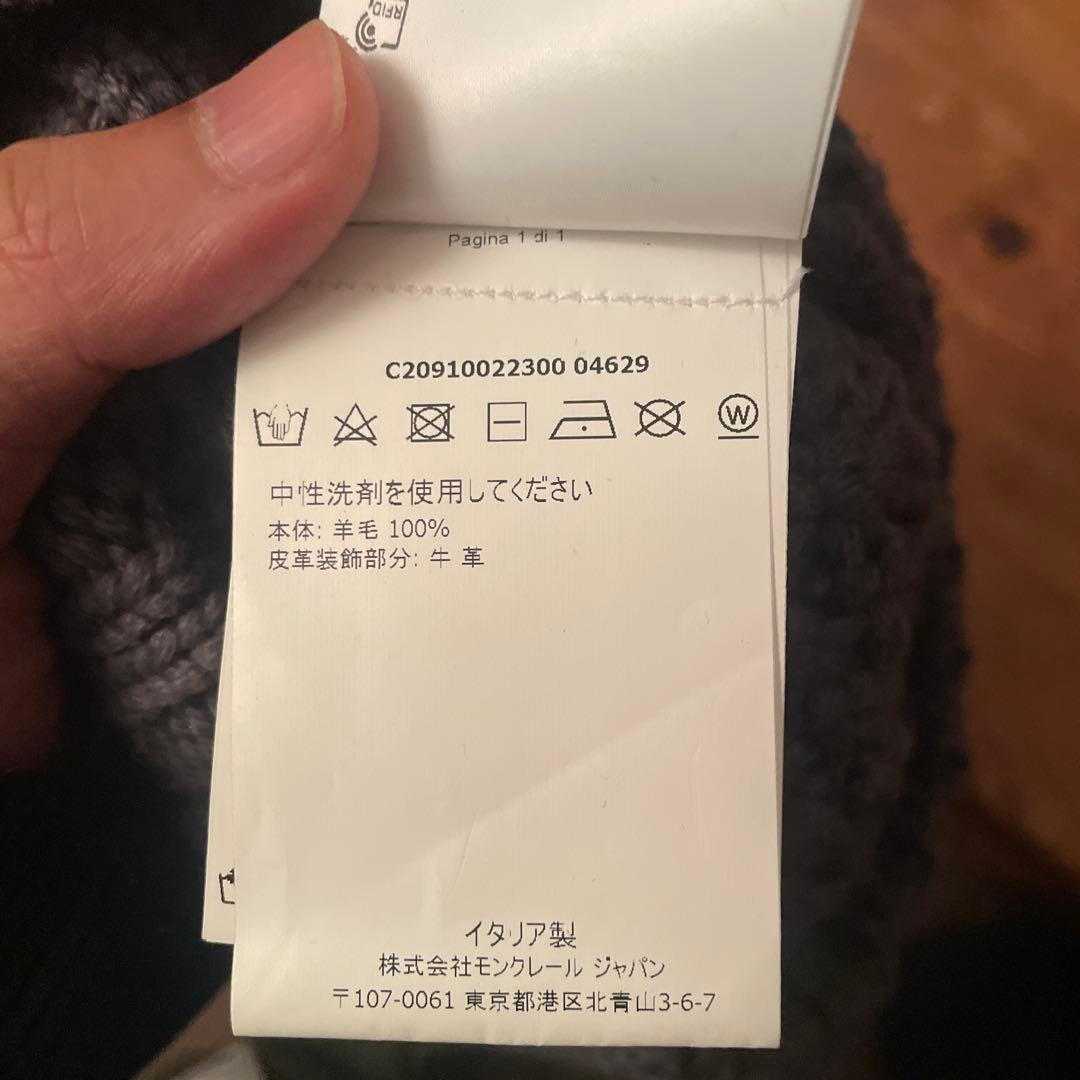 RFID
Pagina 1 di 1
C20910022300 04629
W
中性洗剤を使用してください
本体: 羊毛 100%
皮革装飾部分: 牛 革
イタリア製
株式会社モンクレール ジャパン
〒107-0061 東京都港区北青山3-6-7